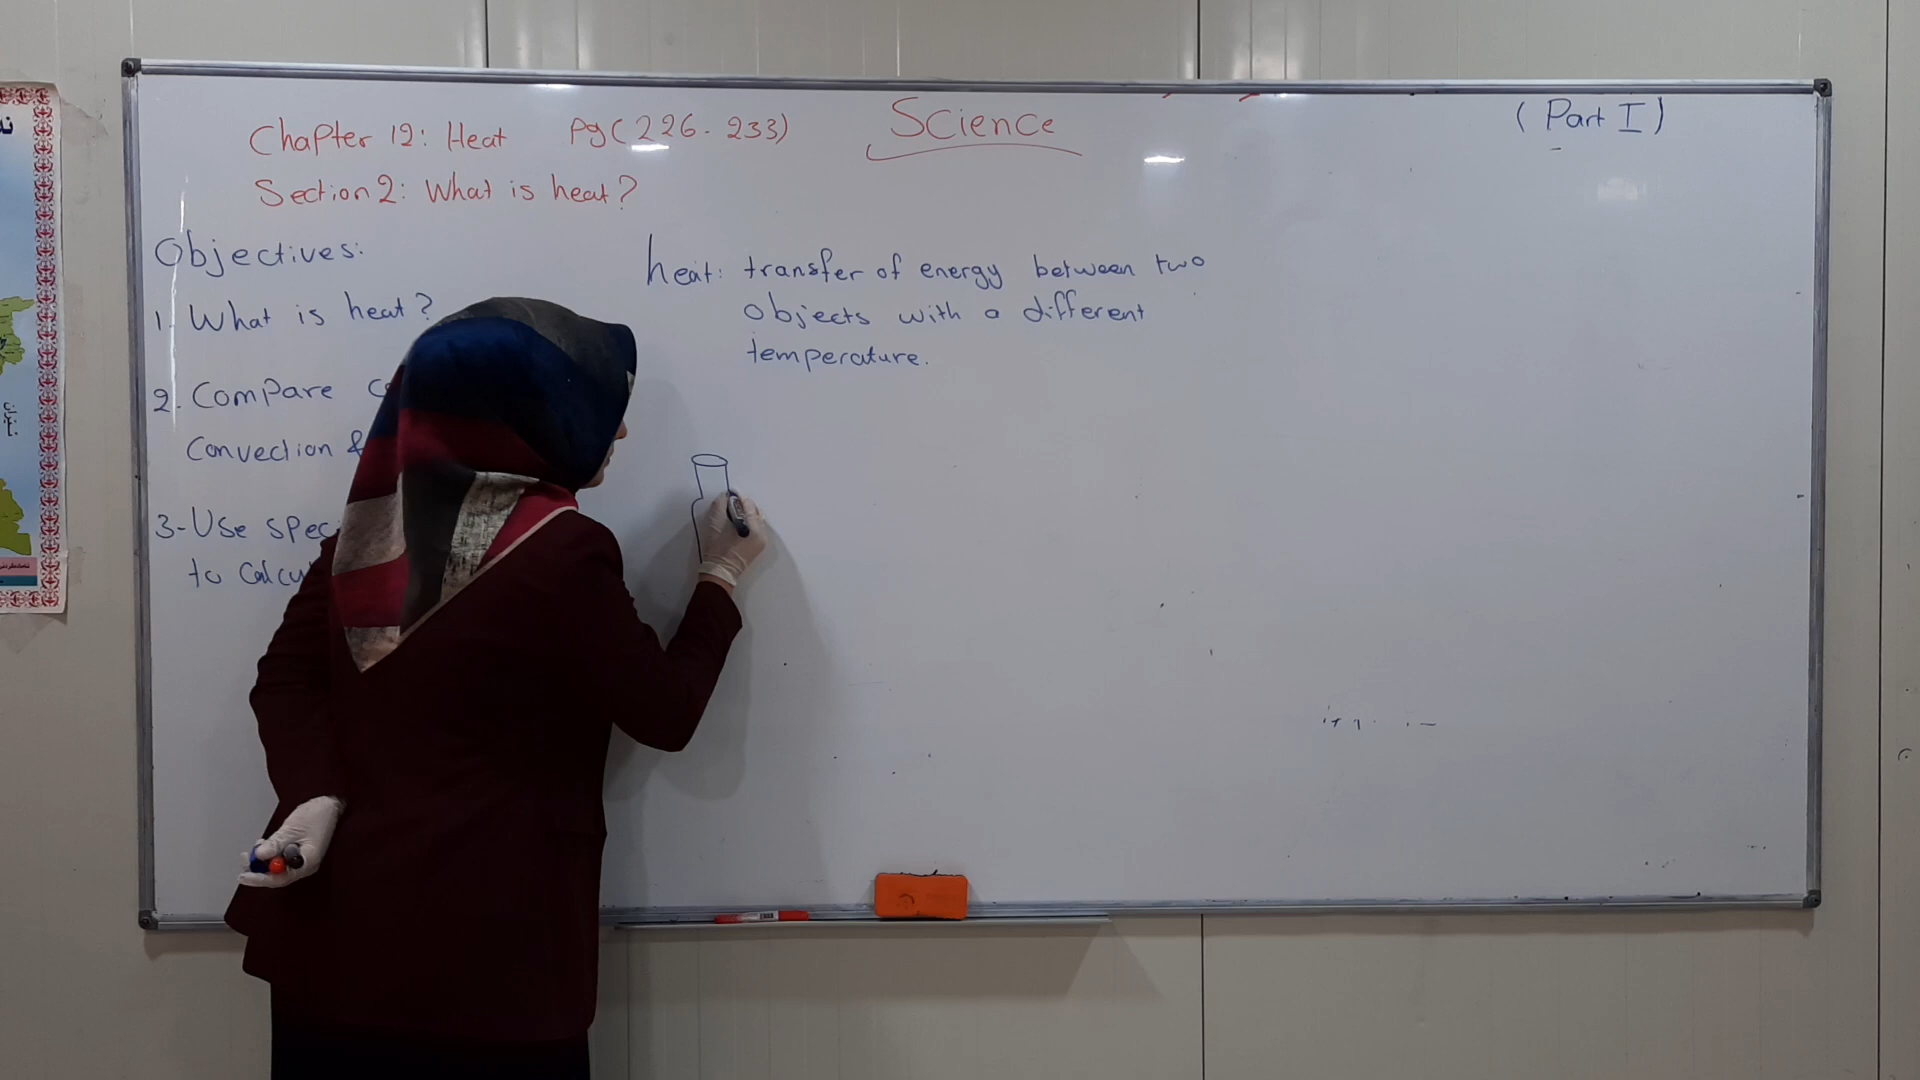 Science
(Part I)
Chapter 12: Heat pg(226-233)
Section 2: What is heat?
Objectives:
1. What is heat?
2. Compare
Convection &
3-Use
to
heat: transfer of energy between two
objects with a different
temperature.